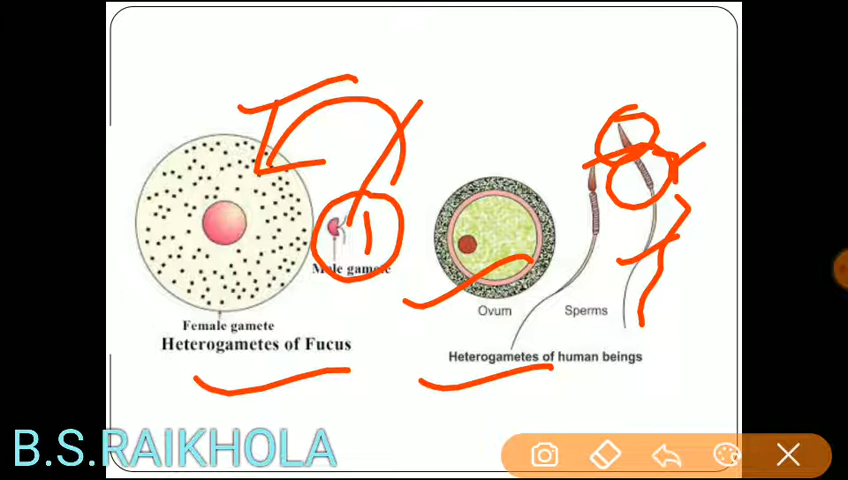 Male gamete
Female gamete
Heterogametes of Fucus
Ovum
Sperms
Heterogametes of human beings
B.S.RAIKHOLA